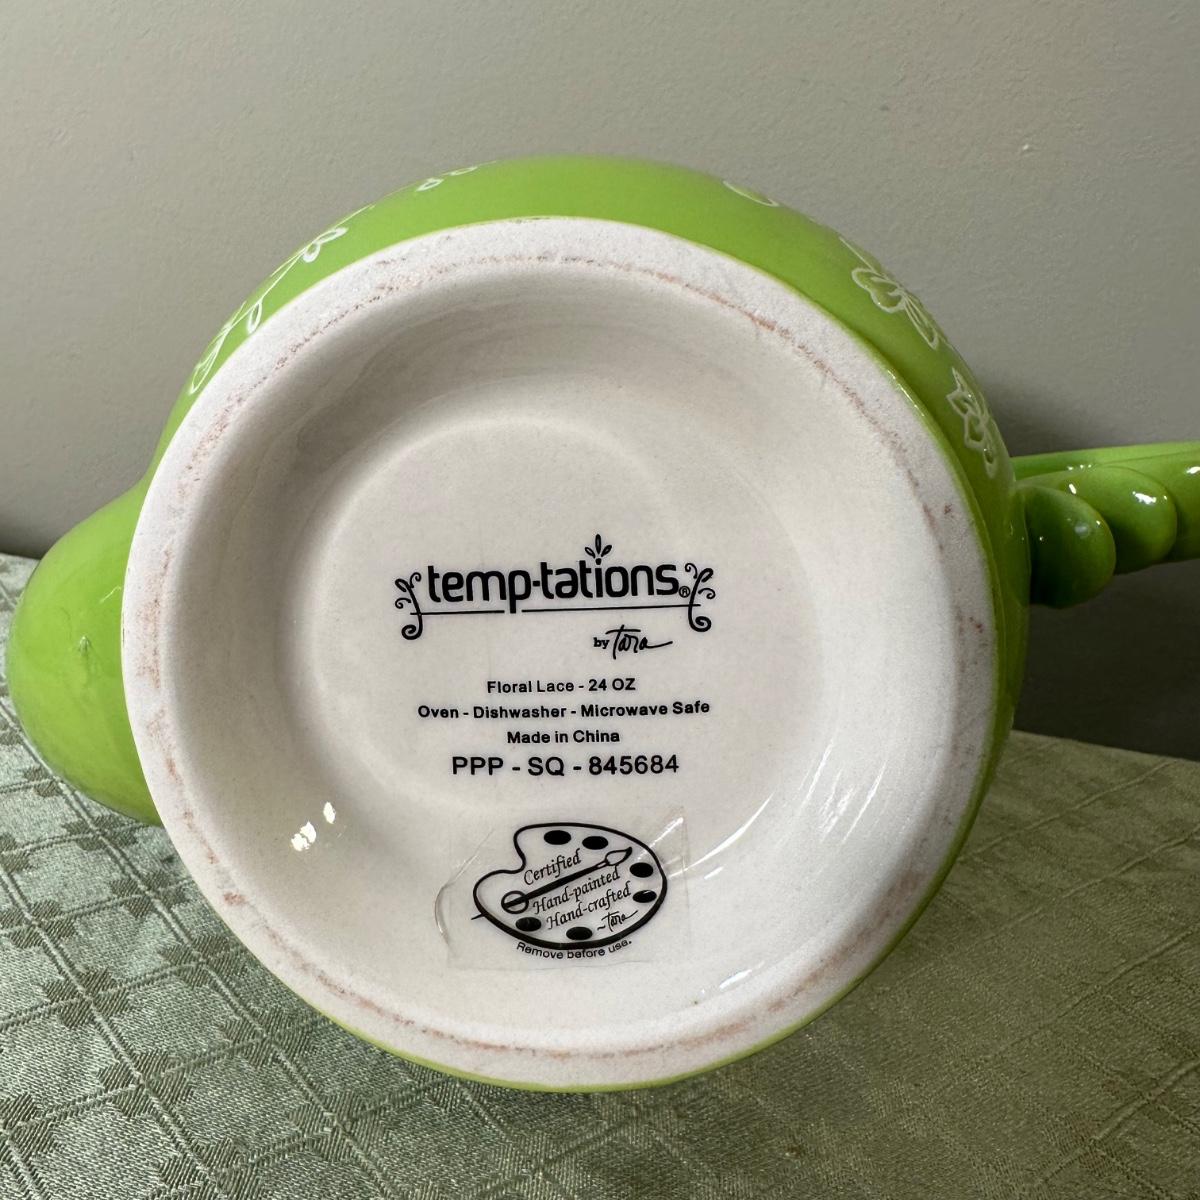 temp-tations®
by Tara
Floral Lace - 24 OZ
Oven - Dishwasher - Microwave Safe
Made in China
PPP - SQ - 845684
Certified
Hand-painted
Hand-crafted
~Tara
Remove before use.